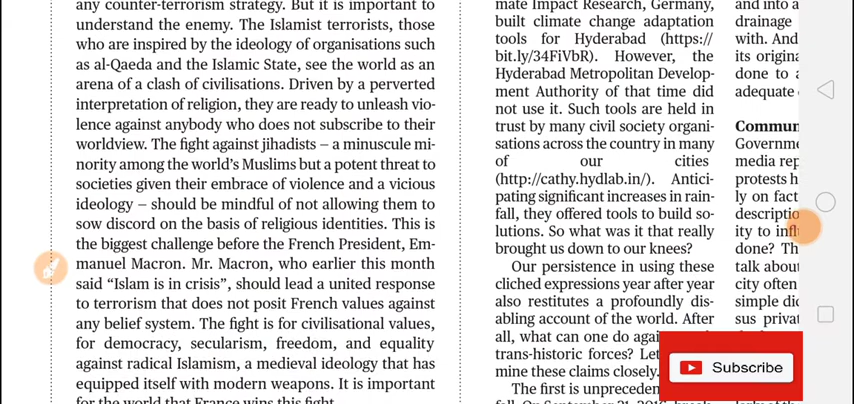 any counter-terrorism strategy. But it is important to
understand the enemy. The Islamist terrorists, those
who are inspired by the ideology of organisations such
as al-Qaeda and the Islamic State, see the world as an
arena of a clash of civilisations. Driven by a perverted
interpretation of religion, they are ready to unleash vio-
lence against anybody who does not subscribe to their
worldview. The fight against jihadists – a minuscule mi-
nority among the world's Muslims but a potent threat to
societies given their embrace of violence and a vicious
ideology – should be mindful of not allowing them to
sow discord on the basis of religious identities. This is
the biggest challenge before the French President, Em-
manuel Macron. Mr. Macron, who earlier this month
said "Islam is in crisis", should lead a united response
to terrorism that does not posit French values against
any belief system. The fight is for civilisational values,
for democracy, secularism, freedom, and equality
against radical Islamism, a medieval ideology that has
equipped itself with modern weapons. It is important
for the world that France wins this fight.
mate Impact Research, Germany,
built climate change adaptation
tools for Hyderabad (https://
bit.ly/34FiVbR). However, the
Hyderabad Metropolitan Develop-
ment Authority of that time did
not use it. Such tools are held in
trust by many civil society organi-
sations across the country in many
of our cities
(http://cathy.hydlab.in/). Antici-
pating significant increases in rain-
fall, they offered tools to build so-
lutions. So what was it that really
brought us down to our knees?
Our persistence in using these
cliched expressions year after year
also restitutes a profoundly dis-
abling account of the world. After
all, what can one do agai
trans-historic forces? Let
mine these claims closely.
The first is unpreceden
and into a
drainage
with. And
its origina
done to a
adequate
Commun
Governme
media rep
protests h
ly on fact
descriptio
ity to infl
done? Th
talk about
city often
simple dic
sus privat
Subscribe